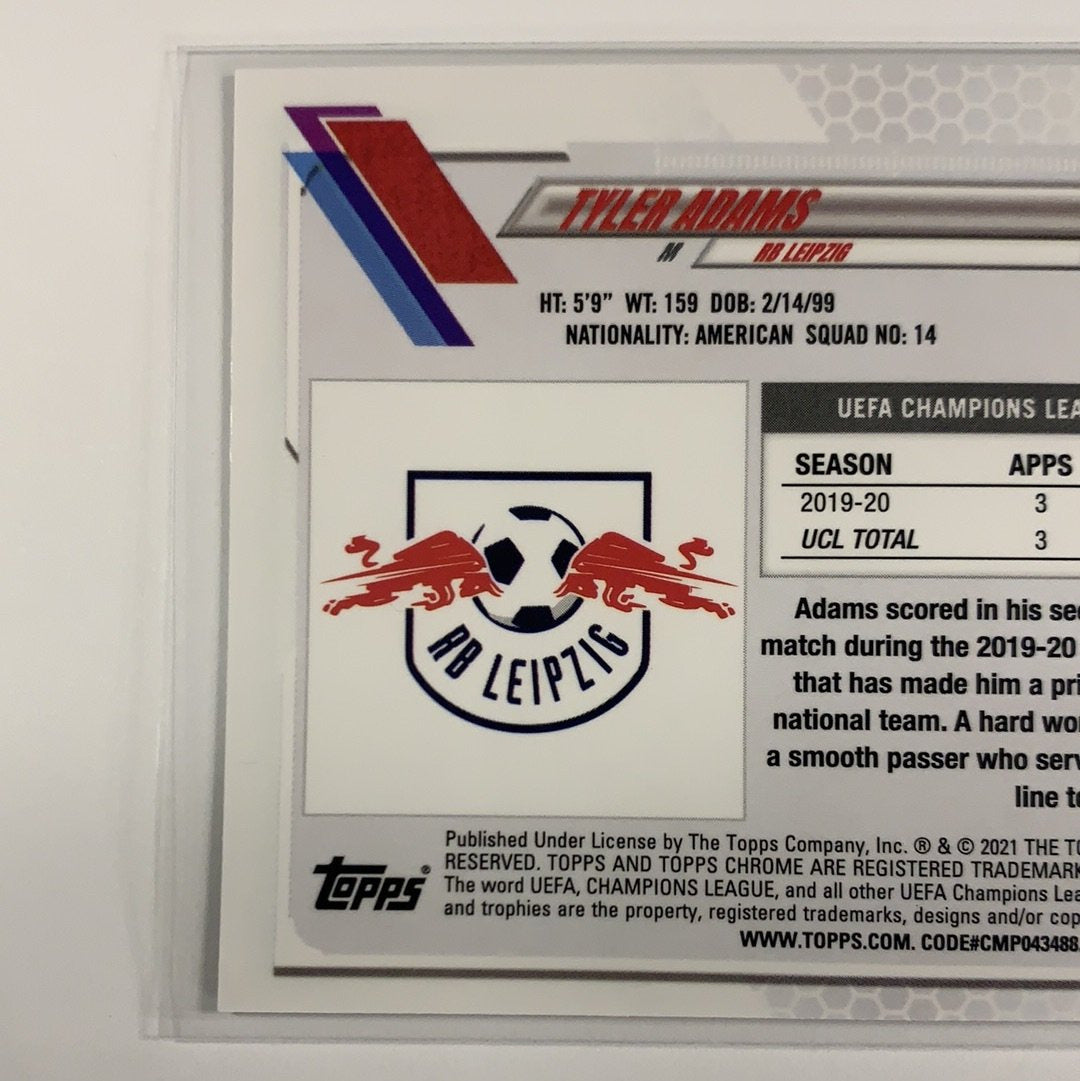 TYLER ADAMS
M RB LEIPZIG
HT: 5'9" WT: 159 DOB: 2/14/99
NATIONALITY: AMERICAN SQUAD NO: 14
UEFA CHAMPIONS LEA
SEASON APPS
2019-20 3
UCL TOTAL 3
RB LEIPZIG
Adams scored in his sec
match during the 2019-20
that has made him a pri
national team. A hard wor
a smooth passer who serv
line to
Published Under License by The Topps Company, Inc. ® & © 2021 THE TO
RESERVED. TOPPS AND TOPPS CHROME ARE REGISTERED TRADEMARK
The word UEFA, CHAMPIONS LEAGUE, and all other UEFA Champions Lea
and trophies are the property, registered trademarks, designs and/or cop
topps®
WWW.TOPPS.COM. CODE#CMP043488